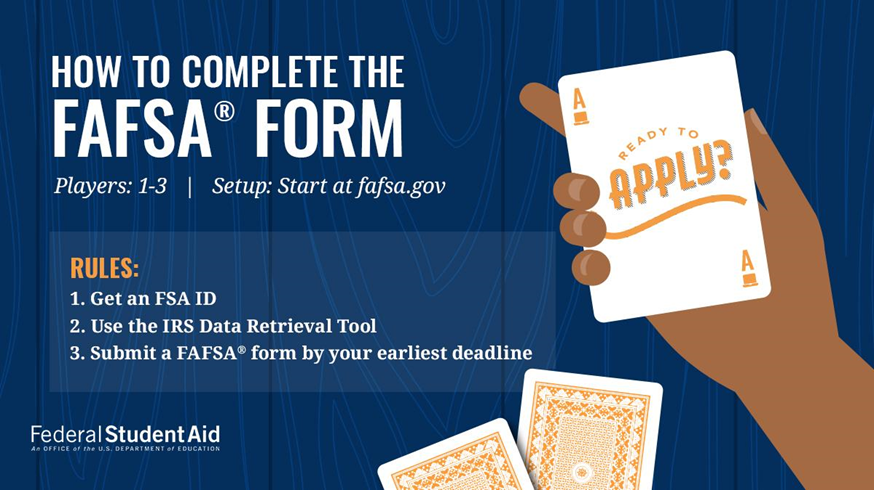 HOW TO COMPLETE THE
FAFSA® FORM
Players: 1-3 | Setup: Start at fafsa.gov
RULES:
1. Get an FSA ID
2. Use the IRS Data Retrieval Tool
3. Submit a FAFSA® form by your earliest deadline
A
READY TO
APPLY?
A
Federal Student Aid
An OFFICE of the U.S. DEPARTMENT of EDUCATION